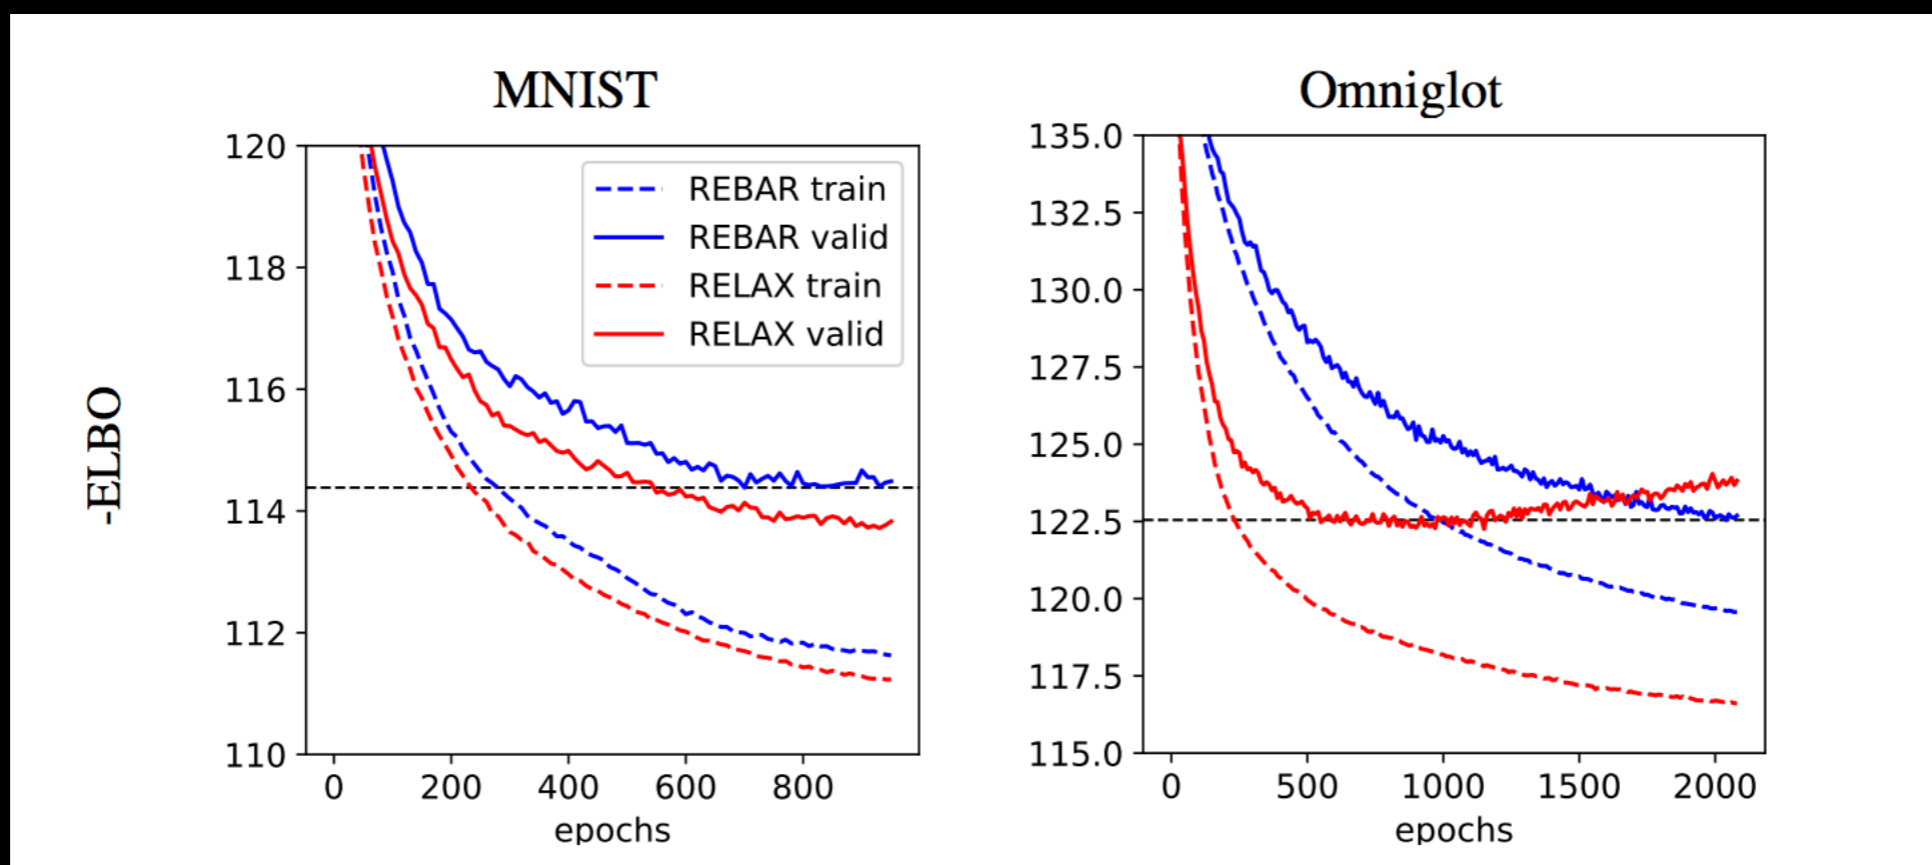 MNIST
Omniglot
-ELBO
120
118
116
114
112
110
0 200 400 600 800
epochs
REBAR train
REBAR valid
RELAX train
RELAX valid
135.0
132.5
130.0
127.5
125.0
122.5
120.0
117.5
115.0
0 500 1000 1500 2000
epochs